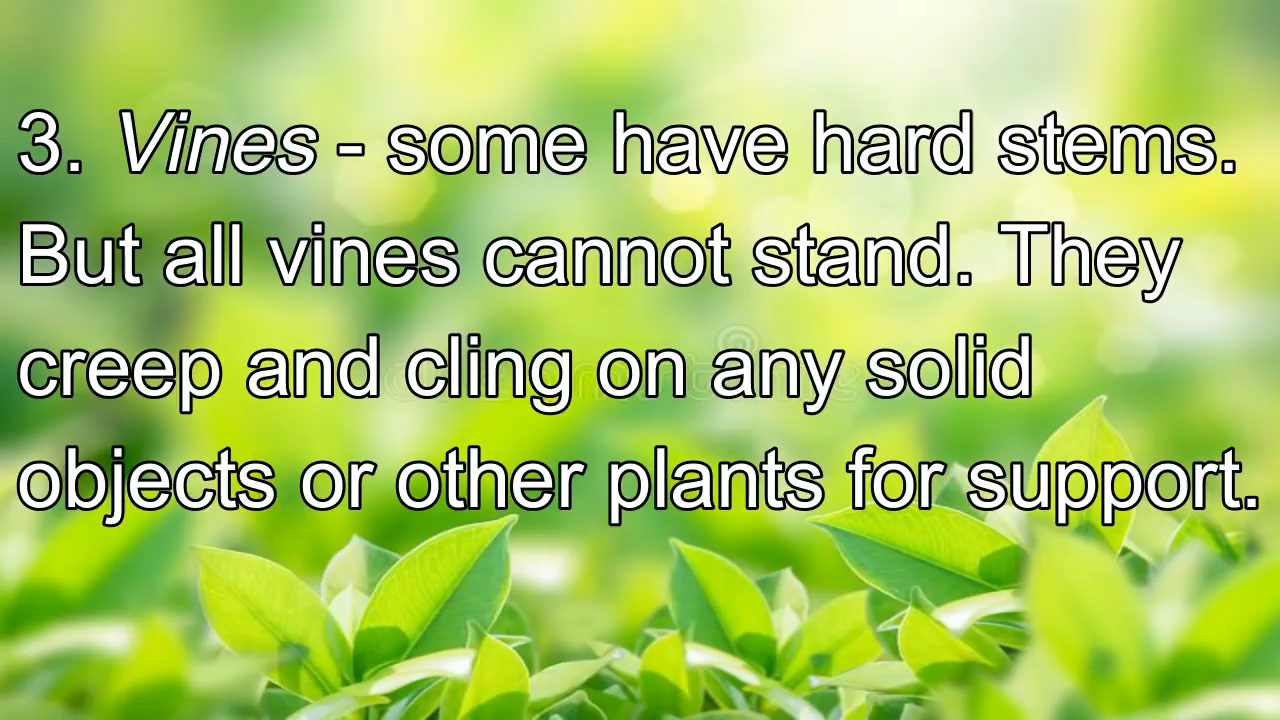 3. Vines - some have hard stems.
But all vines cannot stand. They
creep and cling on any solid
objects or other plants for support.